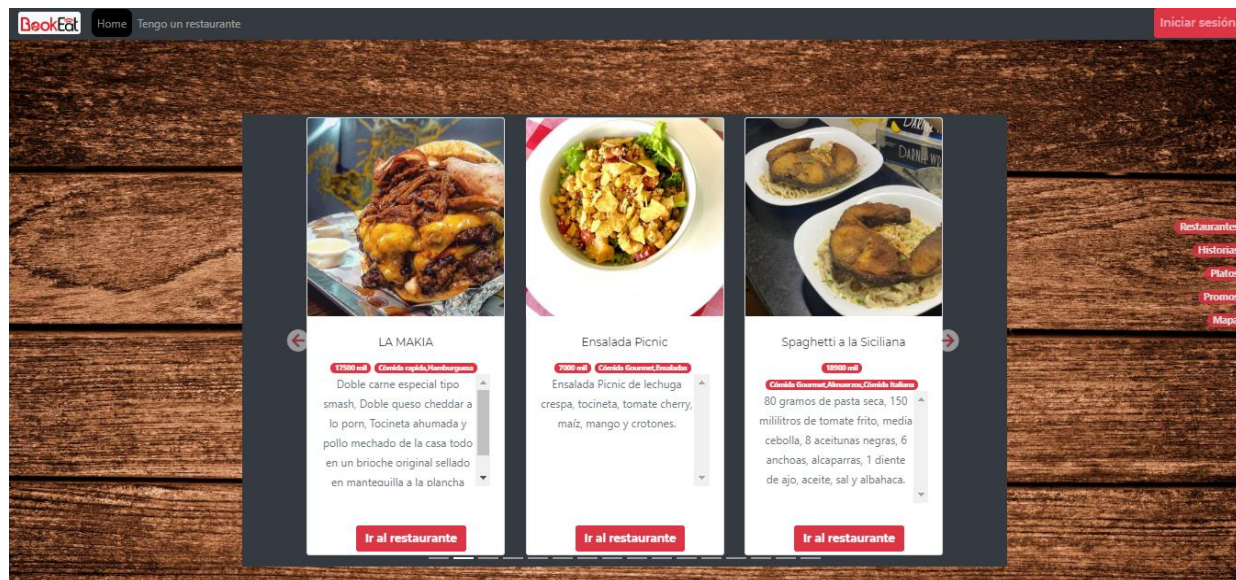 BookEat
Home
Tengo un restaurante
Iniciar sesión
DARNLE WR
LA MAKIA
17500 mil
Cómida rapida,Hamburguesa
Doble carne especial tipo
smash, Doble queso cheddar a
lo porn, Tocineta ahumada y
pollo mechado de la casa todo
en un brioche original sellado
en mantequilla a la plancha
Ir al restaurante
Ensalada Picnic
7000 mil
Cómida Gourmet,Ensaladas
Ensalada Picnic de lechuga
crespa, tocineta, tomate cherry,
maíz, mango y crotones.
Ir al restaurante
Spaghetti a la Siciliana
18900 mil
Cómida Gourmet,Almuerzo,Cómida Italiana
80 gramos de pasta seca, 150
mililitros de tomate frito, media
cebolla, 8 aceitunas negras, 6
anchoas, alcaparras, 1 diente
de ajo, aceite, sal y albahaca.
Ir al restaurante
Restaurantes
Historias
Platos
Promos
Mapa